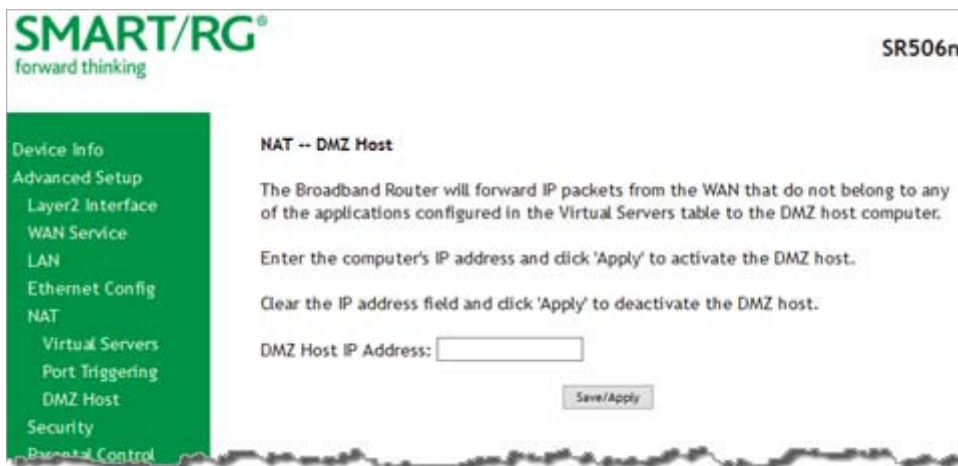 SMART/RG®
forward thinking
SR506n
Device Info
Advanced Setup
Layer2 Interface
WAN Service
LAN
Ethernet Config
NAT
Virtual Servers
Port Triggering
DMZ Host
Security
Parental Control
NAT -- DMZ Host
The Broadband Router will forward IP packets from the WAN that do not belong to any
of the applications configured in the Virtual Servers table to the DMZ host computer.
Enter the computer's IP address and click 'Apply' to activate the DMZ host.
Clear the IP address field and click 'Apply' to deactivate the DMZ host.
DMZ Host IP Address:
Save/Apply